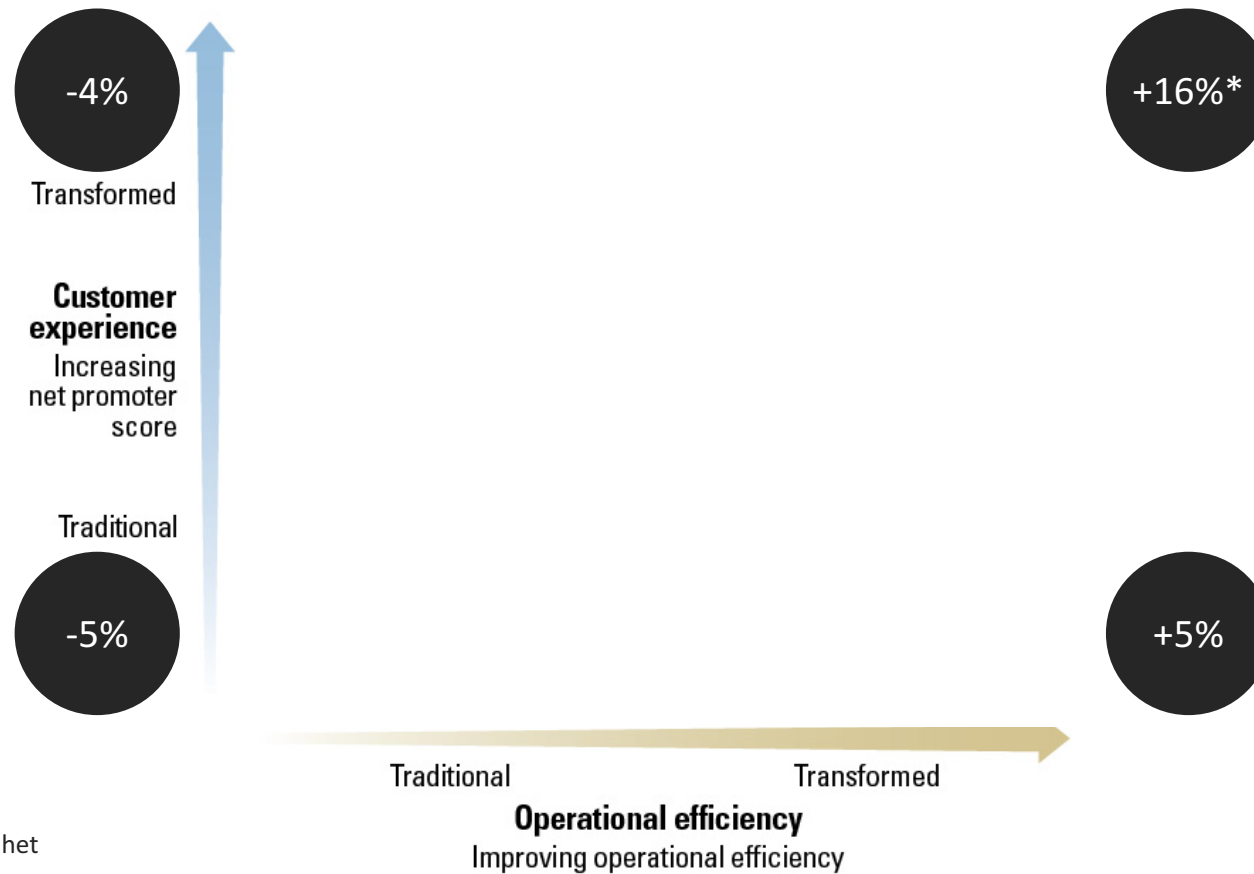 -4%
+16%*
Transformed
Customer
experience
Increasing
net promoter
score
Traditional
-5%
+5%
Traditional
Transformed
Operational efficiency
Improving operational efficiency
het